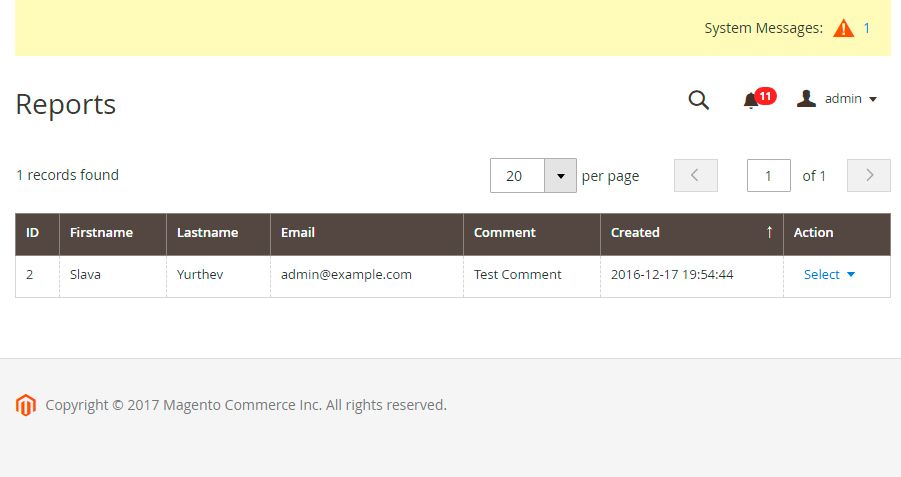 System Messages: 1
Reports
11
admin
1 records found
20 per page
1 of 1
ID Firstname Lastname Email Comment Created ↑ Action
2 Slava Yurthev admin@example.com Test Comment 2016-12-17 19:54:44 Select
Copyright © 2017 Magento Commerce Inc. All rights reserved.